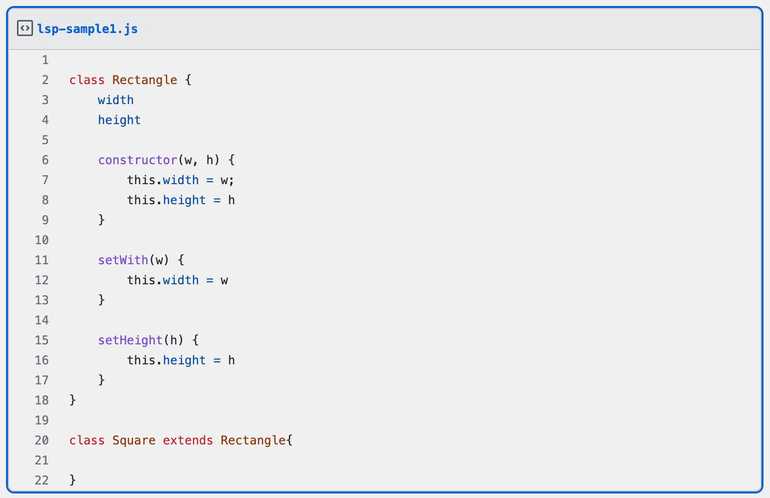 lsp-sample1.js
1
2 class Rectangle {
3     width
4     height
5
6     constructor(w, h) {
7         this.width = w;
8         this.height = h
9     }
10
11     setWith(w) {
12         this.width = w
13     }
14
15     setHeight(h) {
16         this.height = h
17     }
18 }
19
20 class Square extends Rectangle{
21
22 }